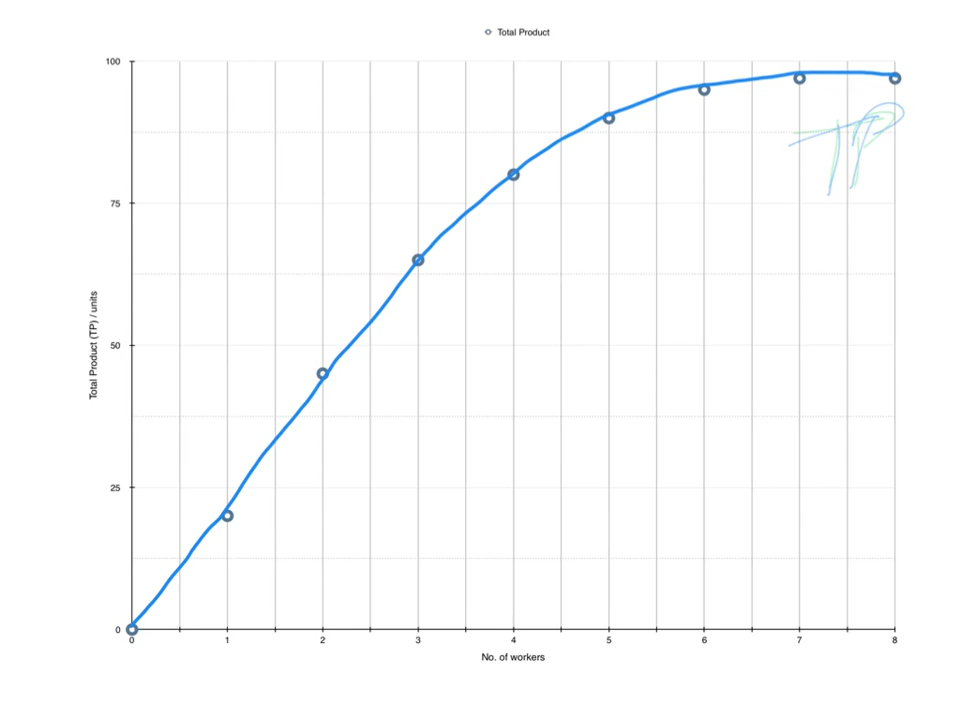 Total Product
100
75
50
25
0
Total Product (TP) / units
0 1 2 3 4 5 6 7 8
No. of workers
TP